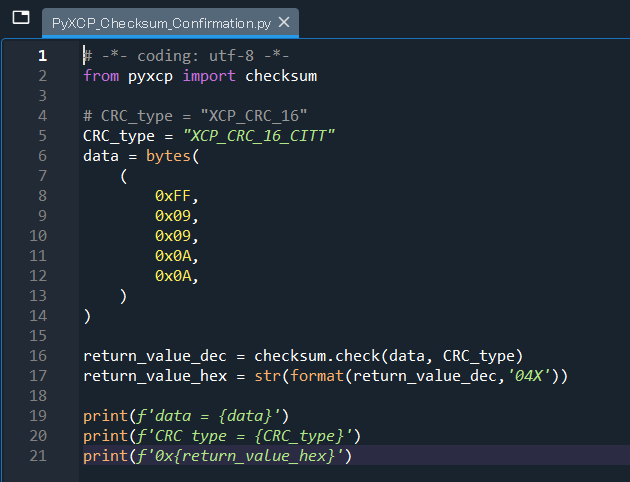 PyXCP_Checksum_Confirmation.py
1 # -*- coding: utf-8 -*-
2 from pyxcp import checksum
3
4 # CRC_type = "XCP_CRC_16"
5 CRC_type = "XCP_CRC_16_CITT"
6 data = bytes(
7     (
8         0xFF,
9         0x09,
10         0x09,
11         0x0A,
12         0x0A,
13     )
14 )
15
16 return_value_dec = checksum.check(data, CRC_type)
17 return_value_hex = str(format(return_value_dec,'04X'))
18
19 print(f'data = {data}')
20 print(f'CRC type = {CRC_type}')
21 print(f'0x{return_value_hex}')